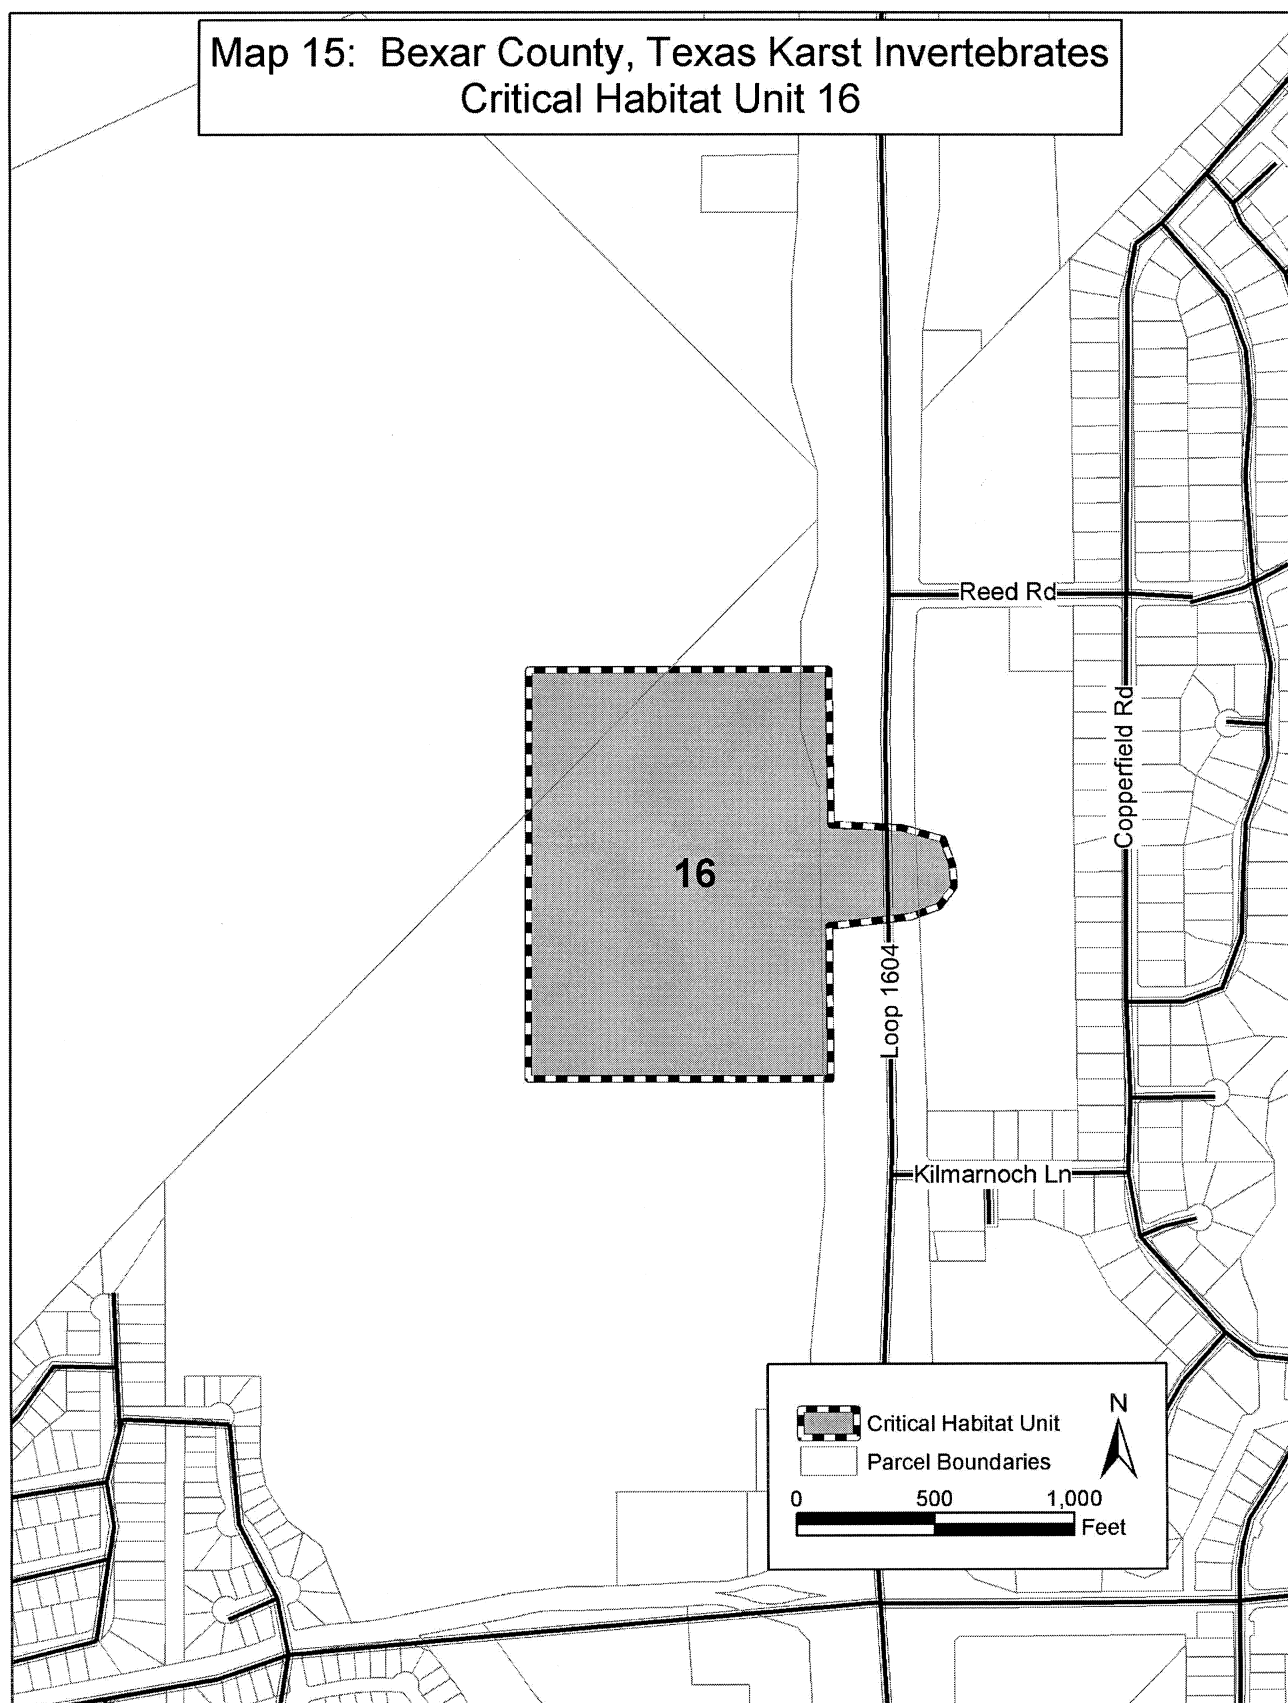 Map 15: Bexar County, Texas Karst Invertebrates
Critical Habitat Unit 16
Reed Rd
Copperfield Rd
16
Loop 1604
Kilmarnoch Ln
N
Critical Habitat Unit
Parcel Boundaries
0 500 1,000
Feet